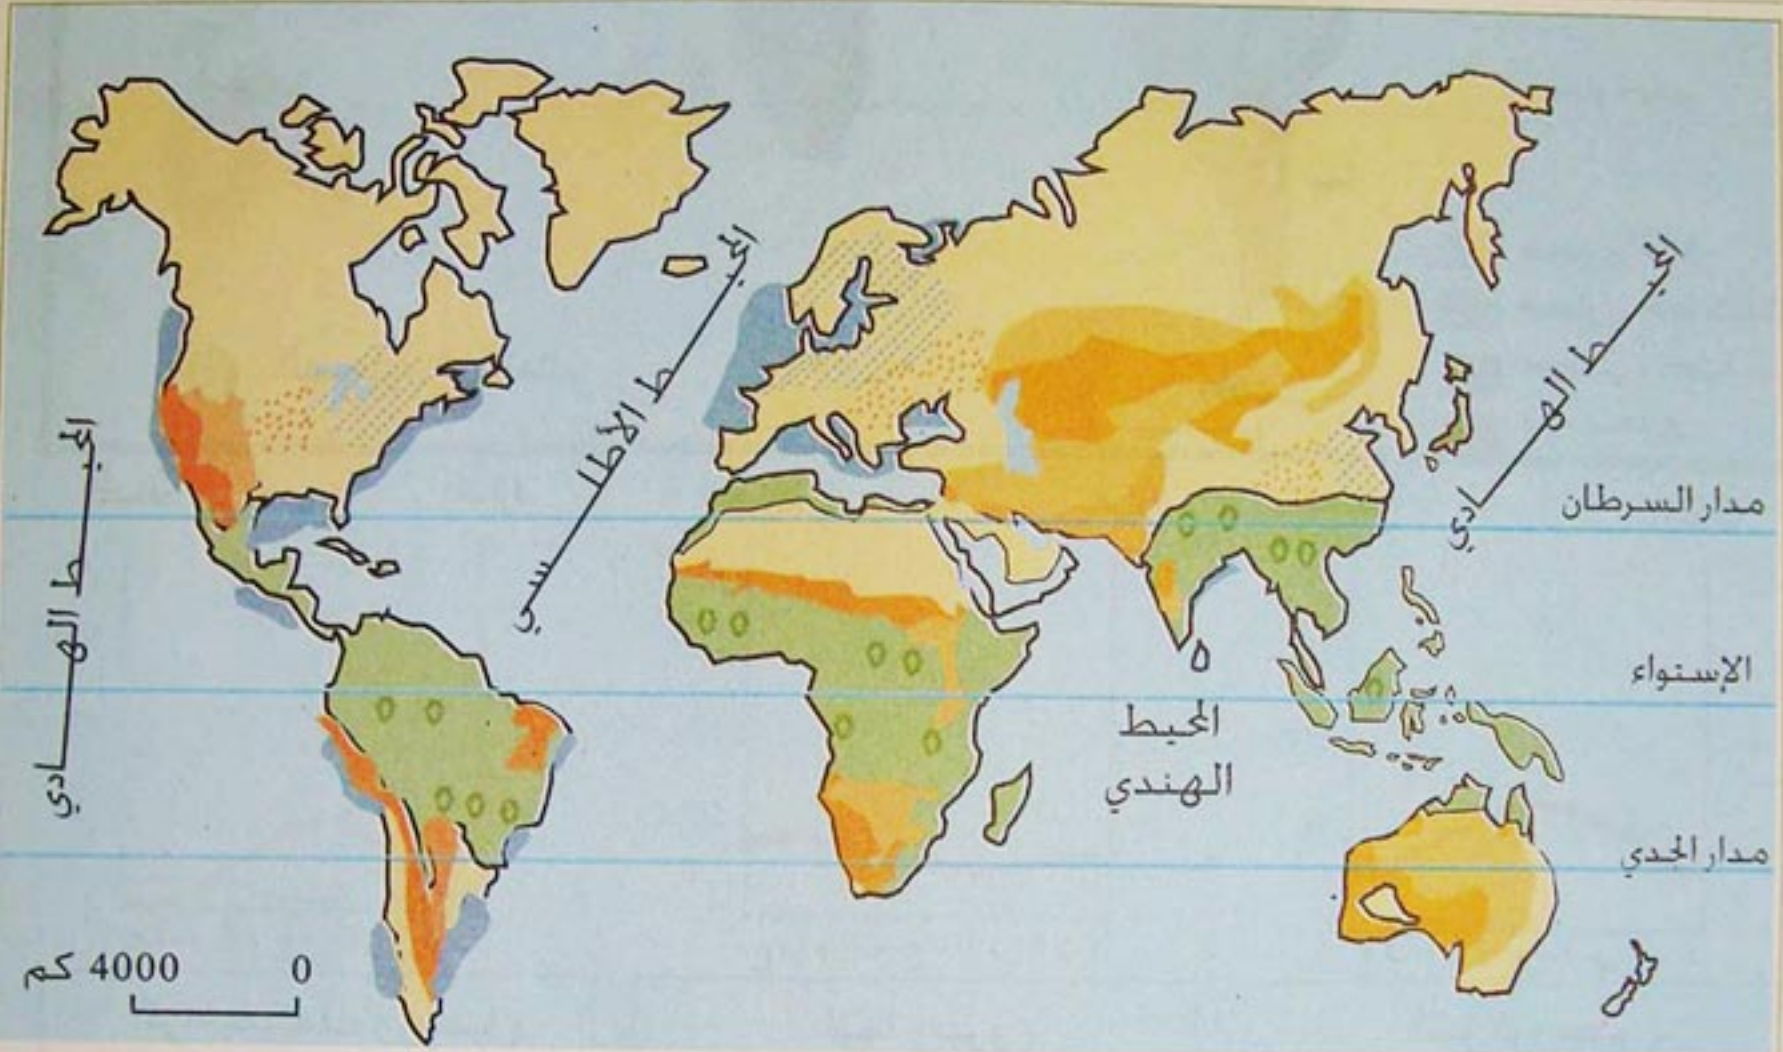 المحيط الهادي
المحيط الأطلسي
المحيط الهادي
مدار السرطان
الإستواء
المحيط
الهندي
مدار الجدي
0 4000 كم